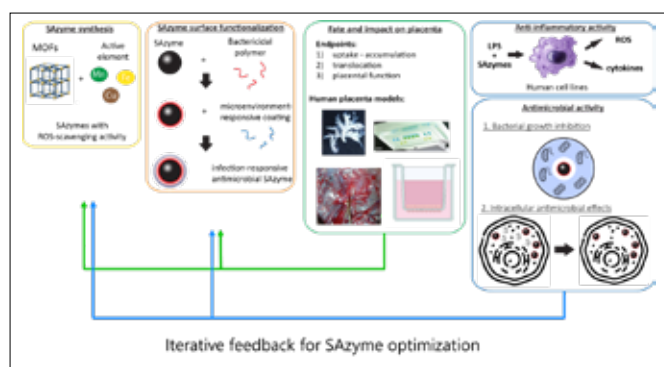 SAzyme synthesis
MOFs
Active
element
+
Mn
Ce
SAzymes with
ROS-scavenging activity
SAzyme surface functionalization
SAzyme
Bactericidal
polymer
+
microenvironment-
responsive coating
+
infection-responsive
antimicrobial SAzyme
Fate and impact on placenta
Endpoints:
1) uptake - accumulation
2) translocation
3) placental function
Human placenta models:
Anti inflammatory activity
LPS
+
SAzymes
ROS
cytokines
Human cell lines
Antimicrobial activity
1. Bacterial growth inhibition
2. Intracellular antimicrobial effects
Iterative feedback for SAzyme optimization